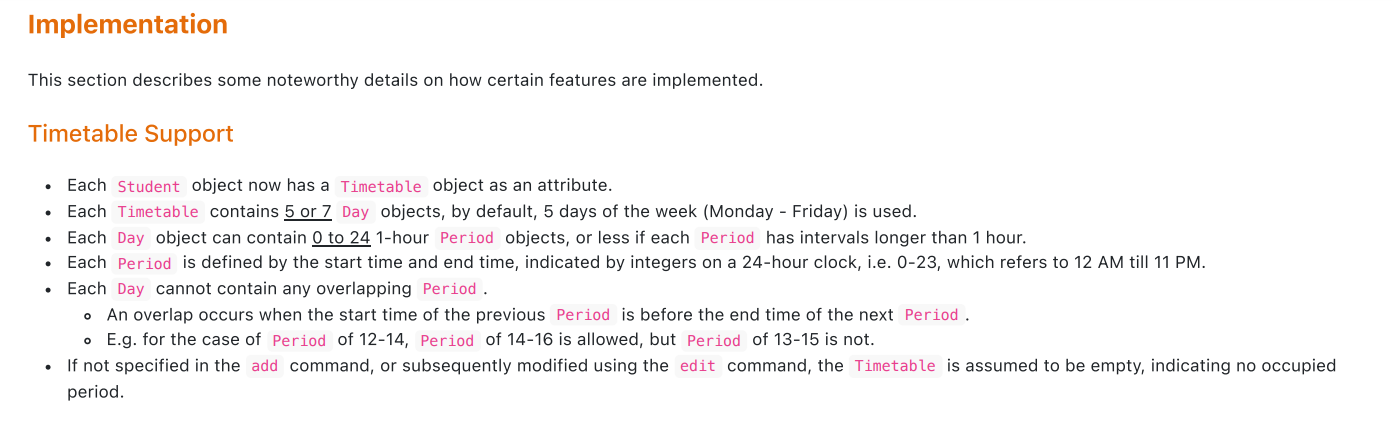 Implementation
This section describes some noteworthy details on how certain features are implemented.
Timetable Support
• Each Student object now has a Timetable object as an attribute.
• Each Timetable contains 5 or 7 Day objects, by default, 5 days of the week (Monday - Friday) is used.
• Each Day object can contain 0 to 24 1-hour Period objects, or less if each Period has intervals longer than 1 hour.
• Each Period is defined by the start time and end time, indicated by integers on a 24-hour clock, i.e. 0-23, which refers to 12 AM till 11 PM.
• Each Day cannot contain any overlapping Period.
◦ An overlap occurs when the start time of the previous Period is before the end time of the next Period.
◦ E.g. for the case of Period of 12-14, Period of 14-16 is allowed, but Period of 13-15 is not.
• If not specified in the add command, or subsequently modified using the edit command, the Timetable is assumed to be empty, indicating no occupied
period.